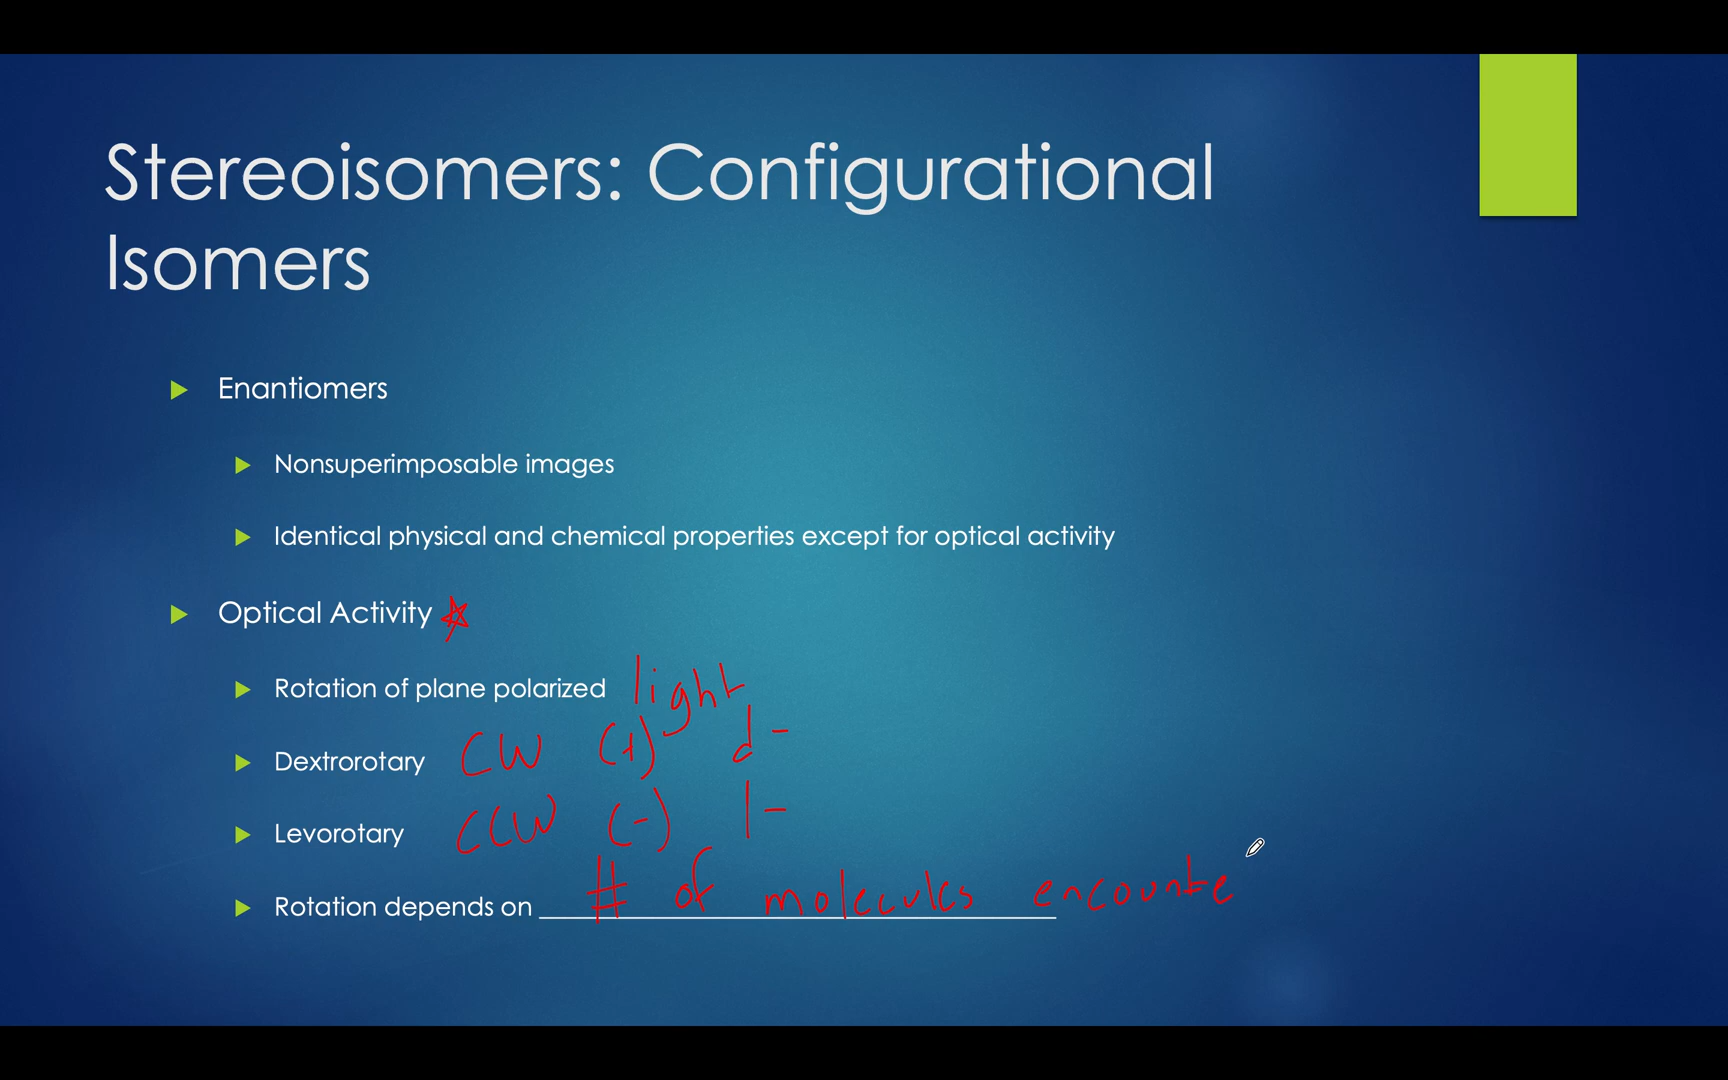 Stereoisomers: Configurational
Isomers
Enantiomers
Nonsuperimposable images
Identical physical and chemical properties except for optical activity
Optical Activity
Rotation of plane polarized light
Dextrorotary CW (+) d-
Levorotary CCW (-) l-
Rotation depends on # of molecules encounte